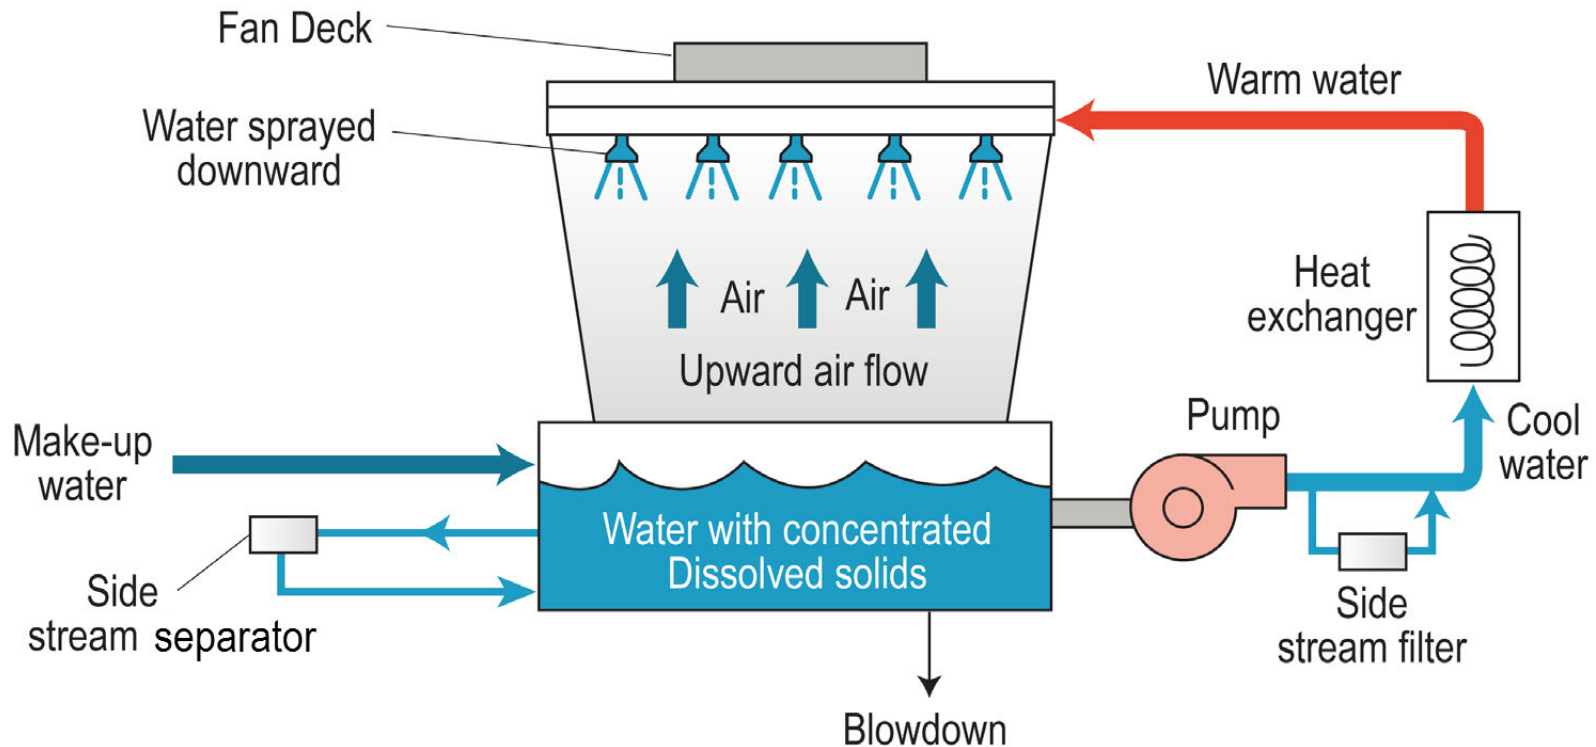 Fan Deck
Water sprayed
downward
Warm water
Air
Air
Upward air flow
Heat
exchanger
Make-up
water
Pump
Cool
water
Water with concentrated
Dissolved solids
Side
stream separator
Side
stream filter
Blowdown